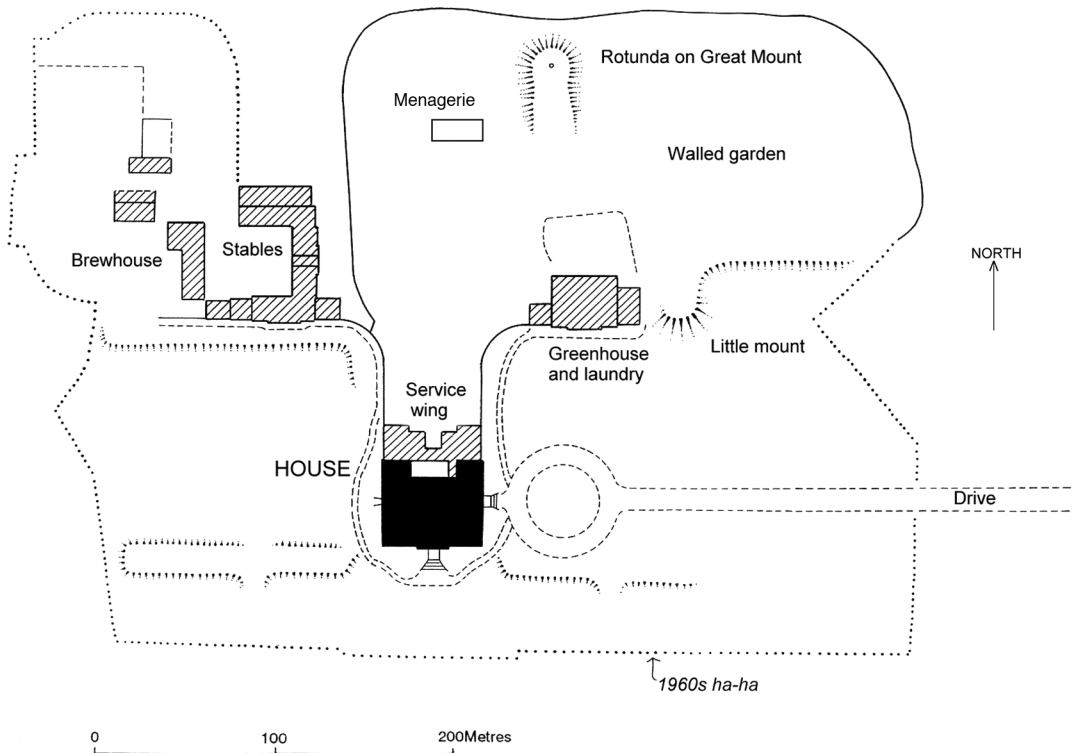 Rotunda on Great Mount
Menagerie
Walled garden
Stables
Brewhouse
NORTH
Little mount
Greenhouse
and laundry
Service
wing
HOUSE
Drive
1960s ha-ha
0 100 200Metres